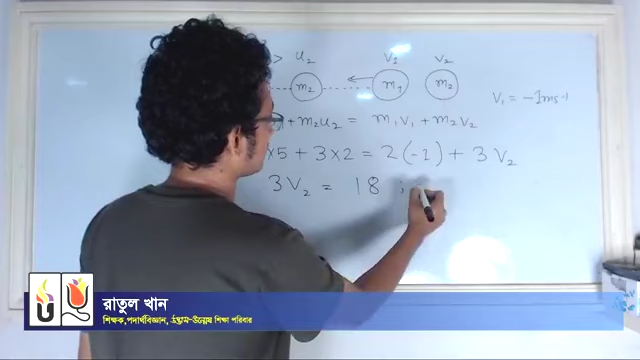 > u₂ v₁ v₂
m₂ m₁ m₂
v₁ = -1ms⁻¹
+ m₂u₂ = m₁v₁ + m₂v₂
×5 + 3×2 = 2(-1) + 3v₂
3v₂ = 18
রাতুল খান
শিক্ষক, পদার্থবিজ্ঞান, উদ্ভাস-উন্মেষ শিক্ষা পরিবার